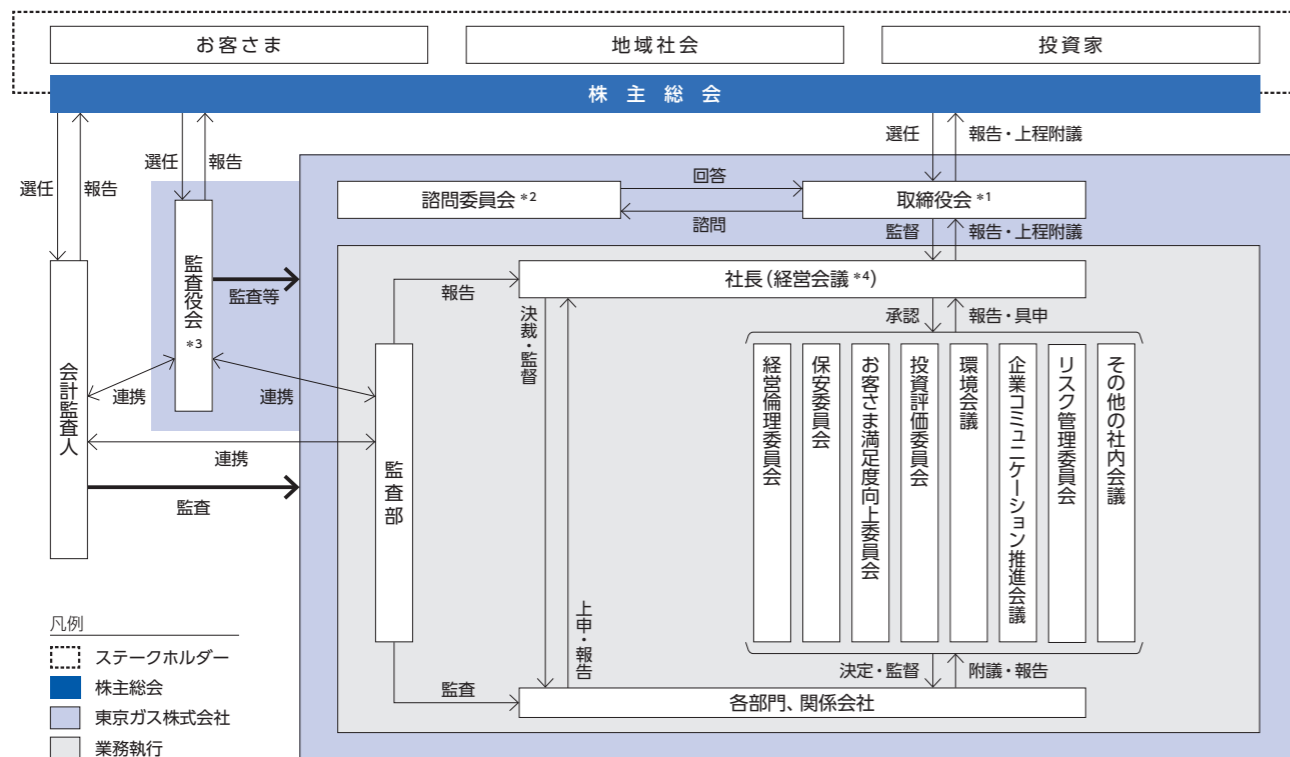 お客さま
地域社会
投資家
株主総会
選任
報告
選任
報告
選任
報告・上程附議
諮問委員会 *2
回答
諮問
取締役会 *1
監督
報告・上程附議
監査役会
*3
監査等
報告
社長(経営会議 *4)
決裁・監督
承認
報告・具申
会計監査人
連携
連携
連携
監査
監査部
経営倫理委員会
保安委員会
お客さま満足度向上委員会
投資評価委員会
環境会議
企業コミュニケーション推進会議
リスク管理委員会
その他の社内会議
上申・報告
決定・監督
附議・報告
監査
各部門、関係会社
凡例
ステークホルダー
株主総会
東京ガス株式会社
業務執行